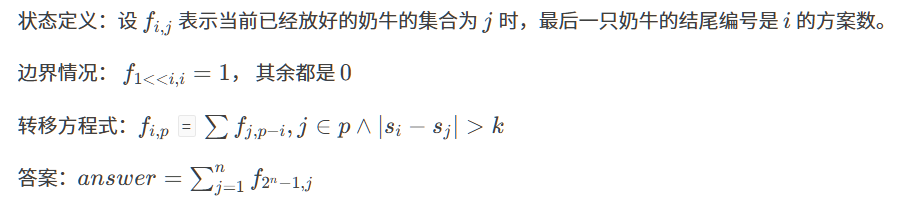 状态定义：设 $f_{i,j}$ 表示当前已经放好的奶牛的集合为 $j$ 时，最后一只奶牛的结尾编号是 $i$ 的方案数。
边界情况： $f_{1<<i,i} = 1$， 其余都是 $0$
转移方程式：$f_{i,p} = \sum f_{j,p-i}, j \in p \wedge |s_i - s_j| > k$
答案：$answer = \sum_{j=1}^{n} f_{2^n-1,j}$